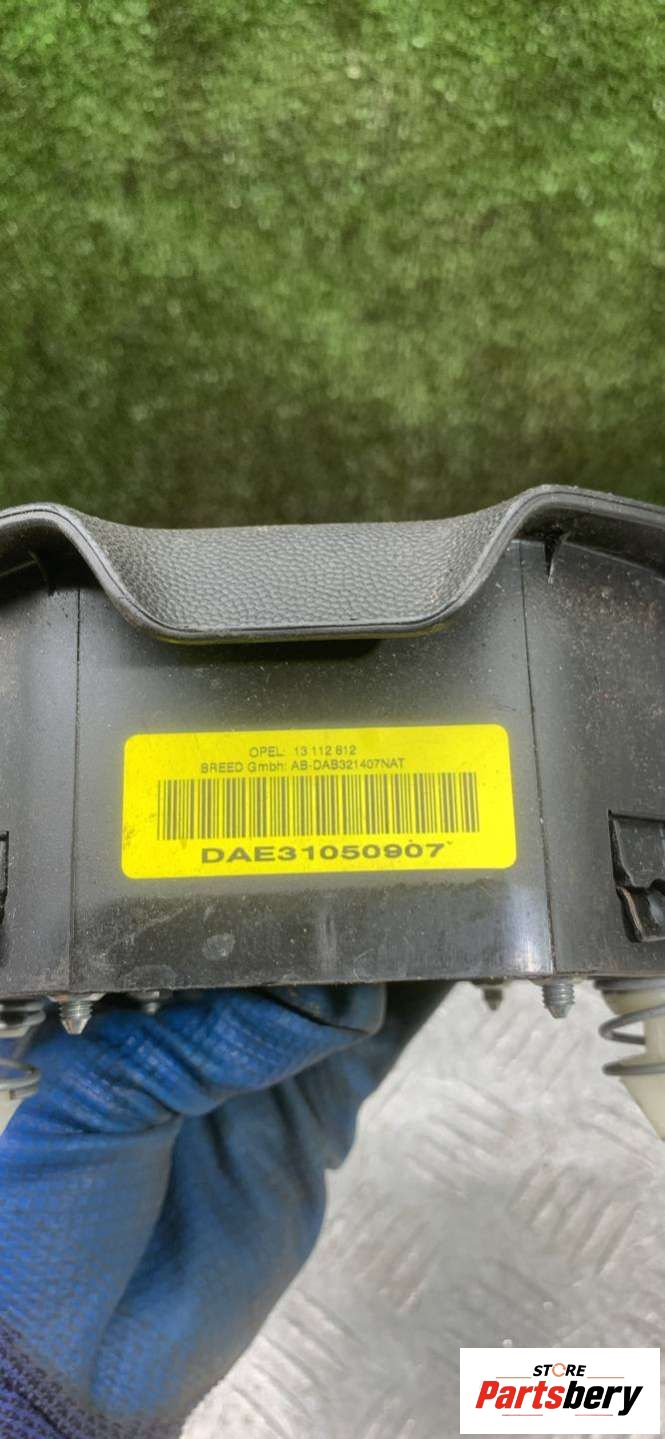 OPEL: 13 112 812
BREED Gmbh: AB-DAB321407NAT
DAE31050907
STORE
Partsbery